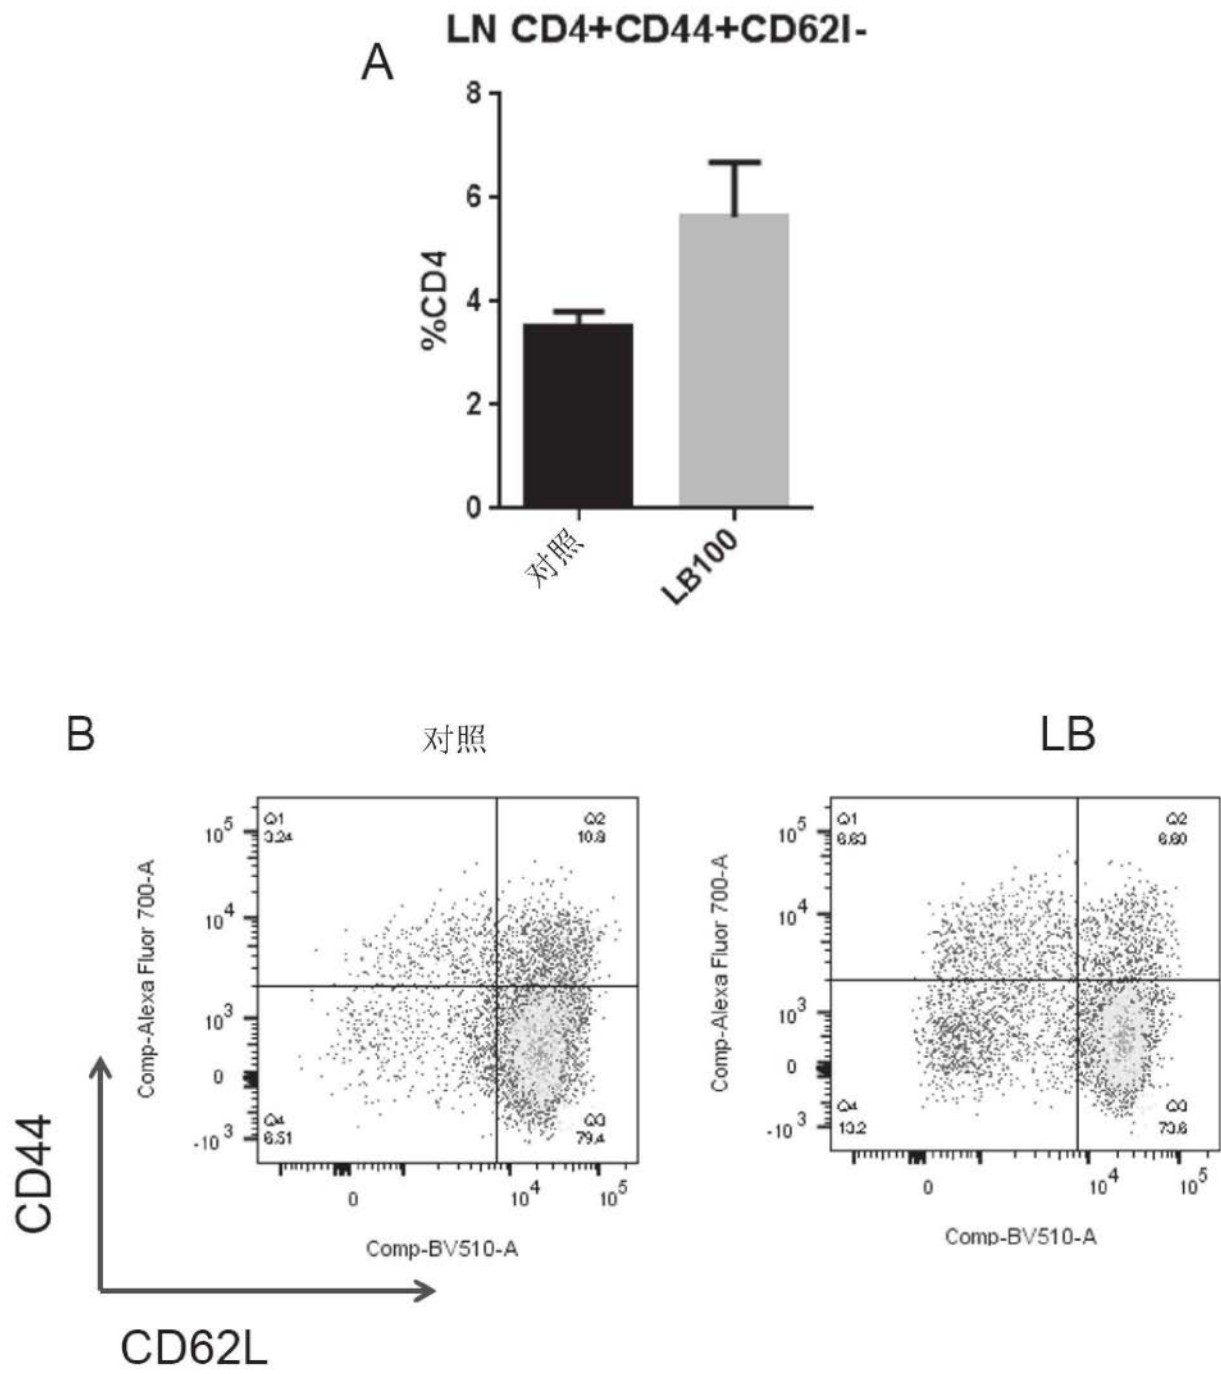 LN CD4+CD44+CD62l-
A
8
6
4
2
0
%CD4
对照
LB100
B
对照
LB
Q1
3.24
Q2
10.8
Q4
6.51
Q3
79.4
10^5
10^4
10^3
0
-10^3
0
10^4
10^5
Comp-Alexa Fluor 700-A
Comp-BV510-A
Q1
6.63
Q2
6.60
Q4
13.2
Q3
73.6
10^5
10^4
10^3
0
-10^3
0
10^4
10^5
Comp-Alexa Fluor 700-A
Comp-BV510-A
CD44
CD62L